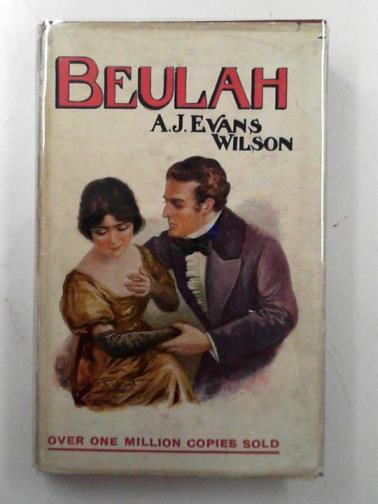 BEULAH
A.J. EVANS
WILSON
OVER ONE MILLION COPIES SOLD